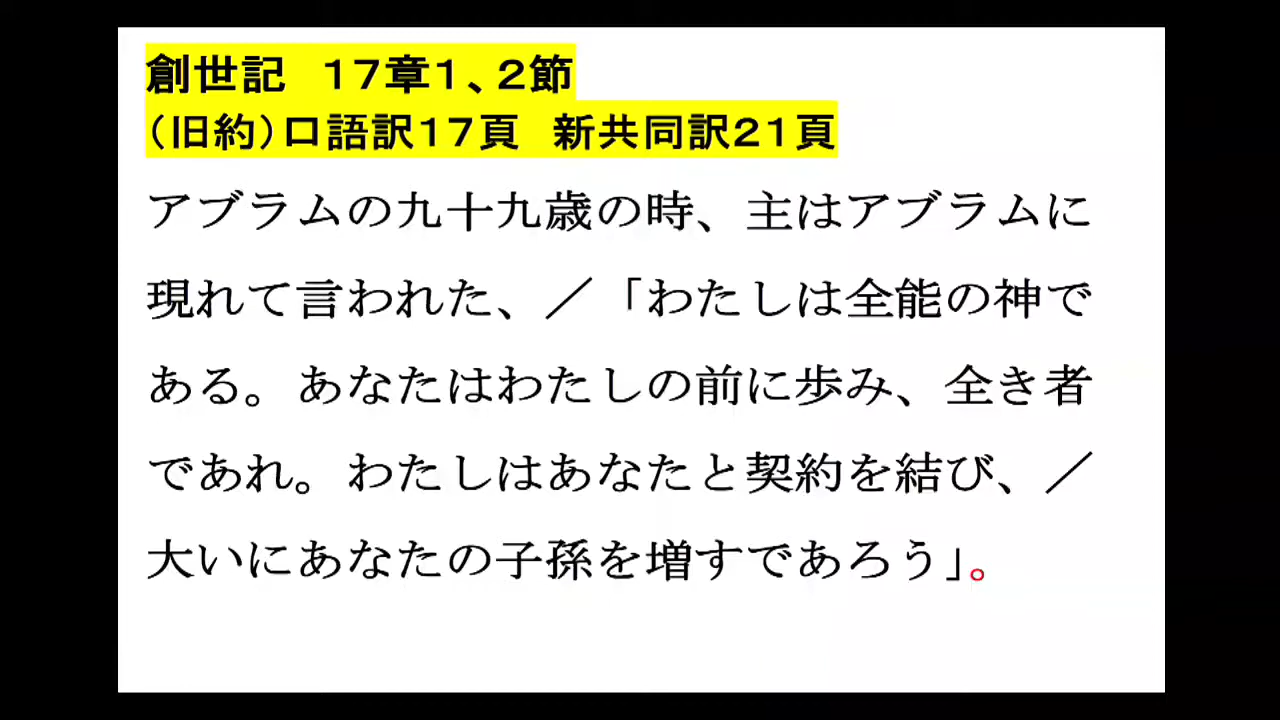 創世記　１７章１、２節
（旧約）口語訳１７頁　新共同訳２１頁
アブラムの九十九歳の時、主はアブラムに
現れて言われた、／「わたしは全能の神で
ある。あなたはわたしの前に歩み、全き者
であれ。わたしはあなたと契約を結び、／
大いにあなたの子孫を増すであろう」。